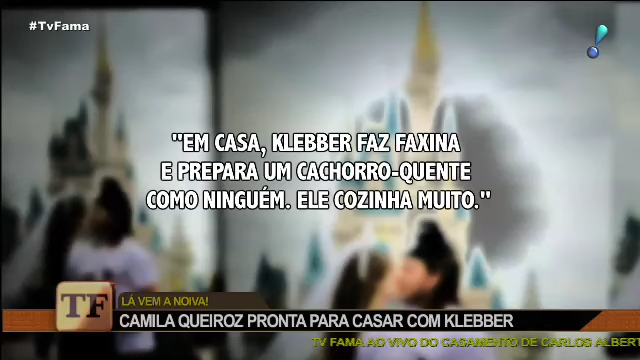 #TvFama
"EM CASA, KLEBBER FAZ FAXINA
E PREPARA UM CACHORRO-QUENTE
COMO NINGUÉM. ELE COZINHA MUITO."
TF
LÁ VEM A NOIVA!
CAMILA QUEIROZ PRONTA PARA CASAR COM KLEBBER
TV FAMA AO VIVO DO CASAMENTO DE CARLOS ALBERT